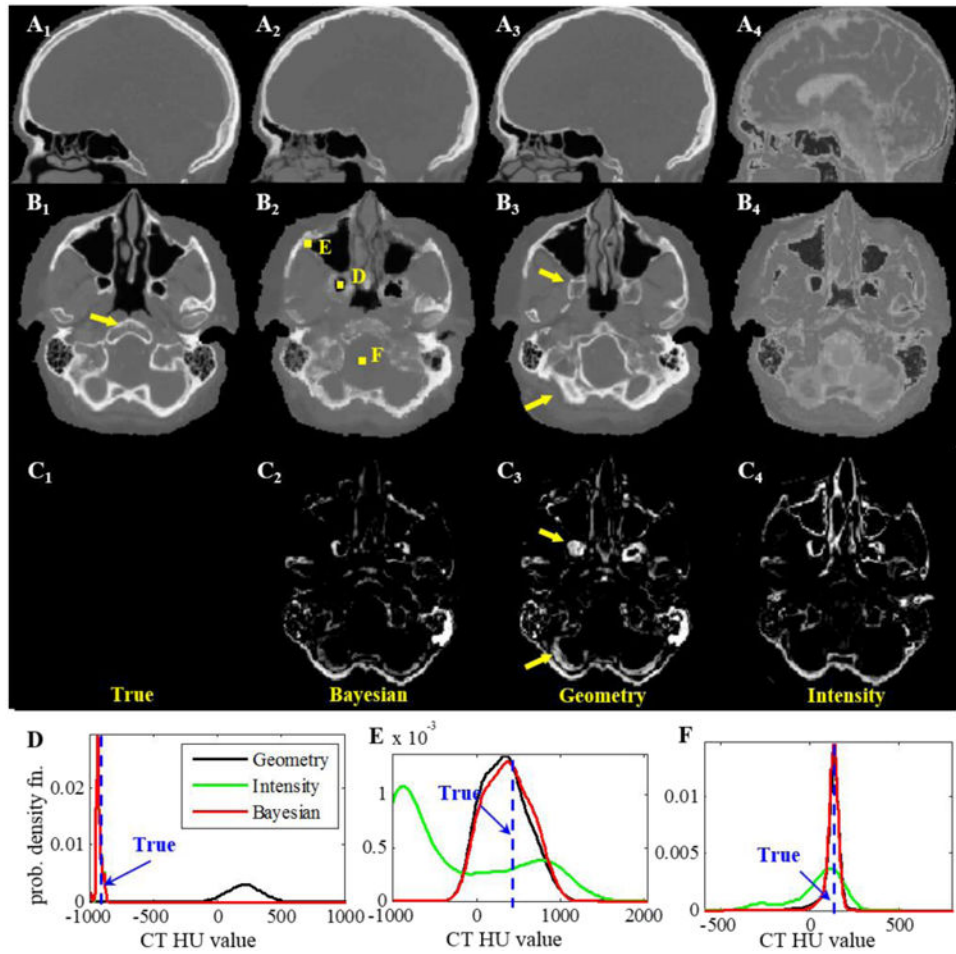 A1 A2 A3 A4
B1 B2 B3 B4
E
D
F
C1 C2 C3 C4
True Bayesian Geometry Intensity
D E x 10-3 F
prob. density fn.
0.02
0.01
0
Geometry
Intensity
Bayesian
True
-1000 -500 0 500 1000
CT HU value
1
0.5
0
True
-1000 0 1000 2000
CT HU value
0.01
0.005
0
True
-500 0 500
CT HU value